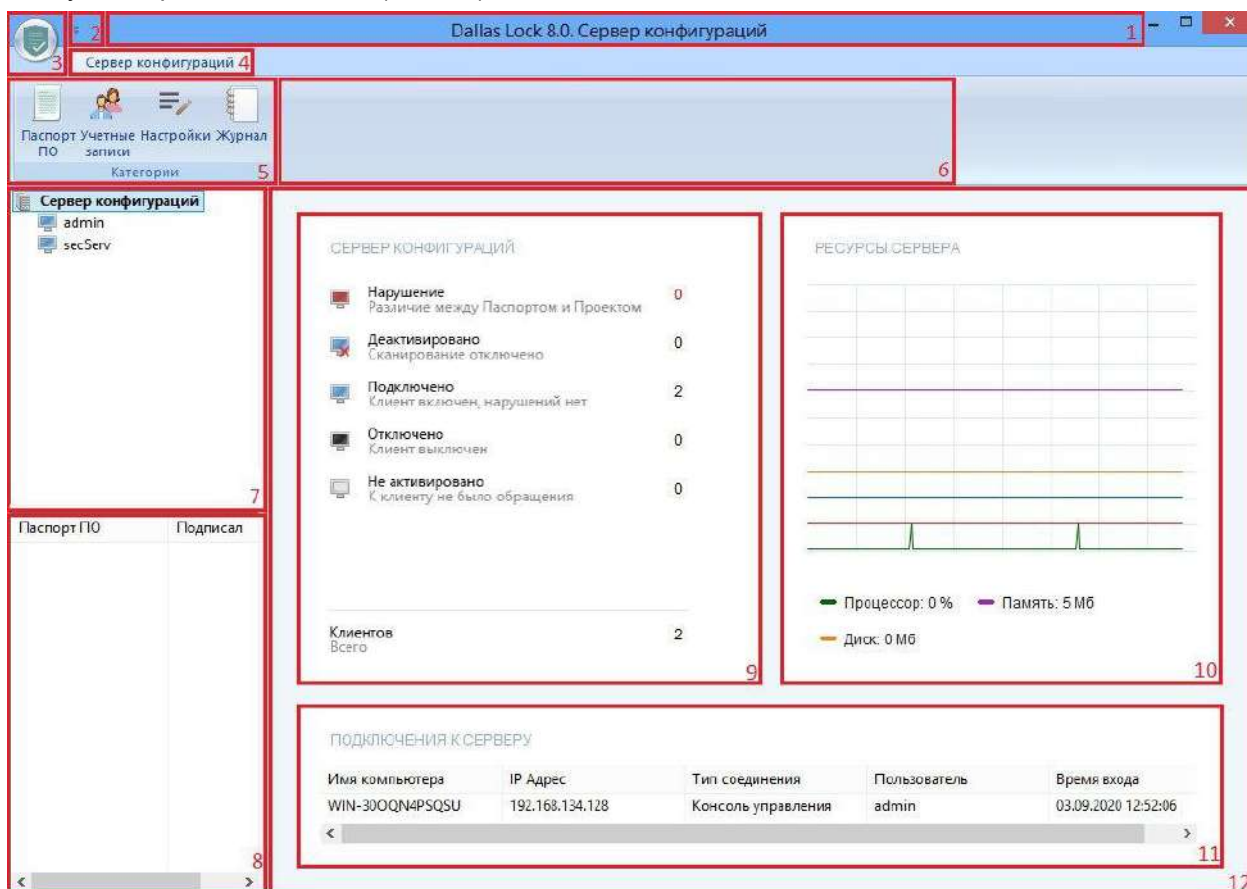 2
Dallas Lock 8.0. Сервер конфигураций
1
3
Сервер конфигураций 4
Паспорт ПО
Учетные записи
Настройки
Журнал
Категории
5
6
Сервер конфигураций
admin
secServ
7
Паспорт ПО Подписал
8
СЕРВЕР КОНФИГУРАЦИЙ
Нарушение 0
Различие между Паспортом и Проектом
Деактивировано 0
Сканирование отключено
Подключено 2
Клиент включен, нарушений нет
Отключено 0
Клиент выключен
Не активировано 0
К клиенту не было обращения
Клиентов 2
Всего
9
РЕСУРСЫ СЕРВЕРА
Процессор: 0 % Память: 5 Мб
Диск: 0 Мб
10
ПОДКЛЮЧЕНИЯ К СЕРВЕРУ
Имя компьютера IP Адрес Тип соединения Пользователь Время входа
WIN-30OQN4PSQSU 192.168.134.128 Консоль управления admin 03.09.2020 12:52:06
11
12